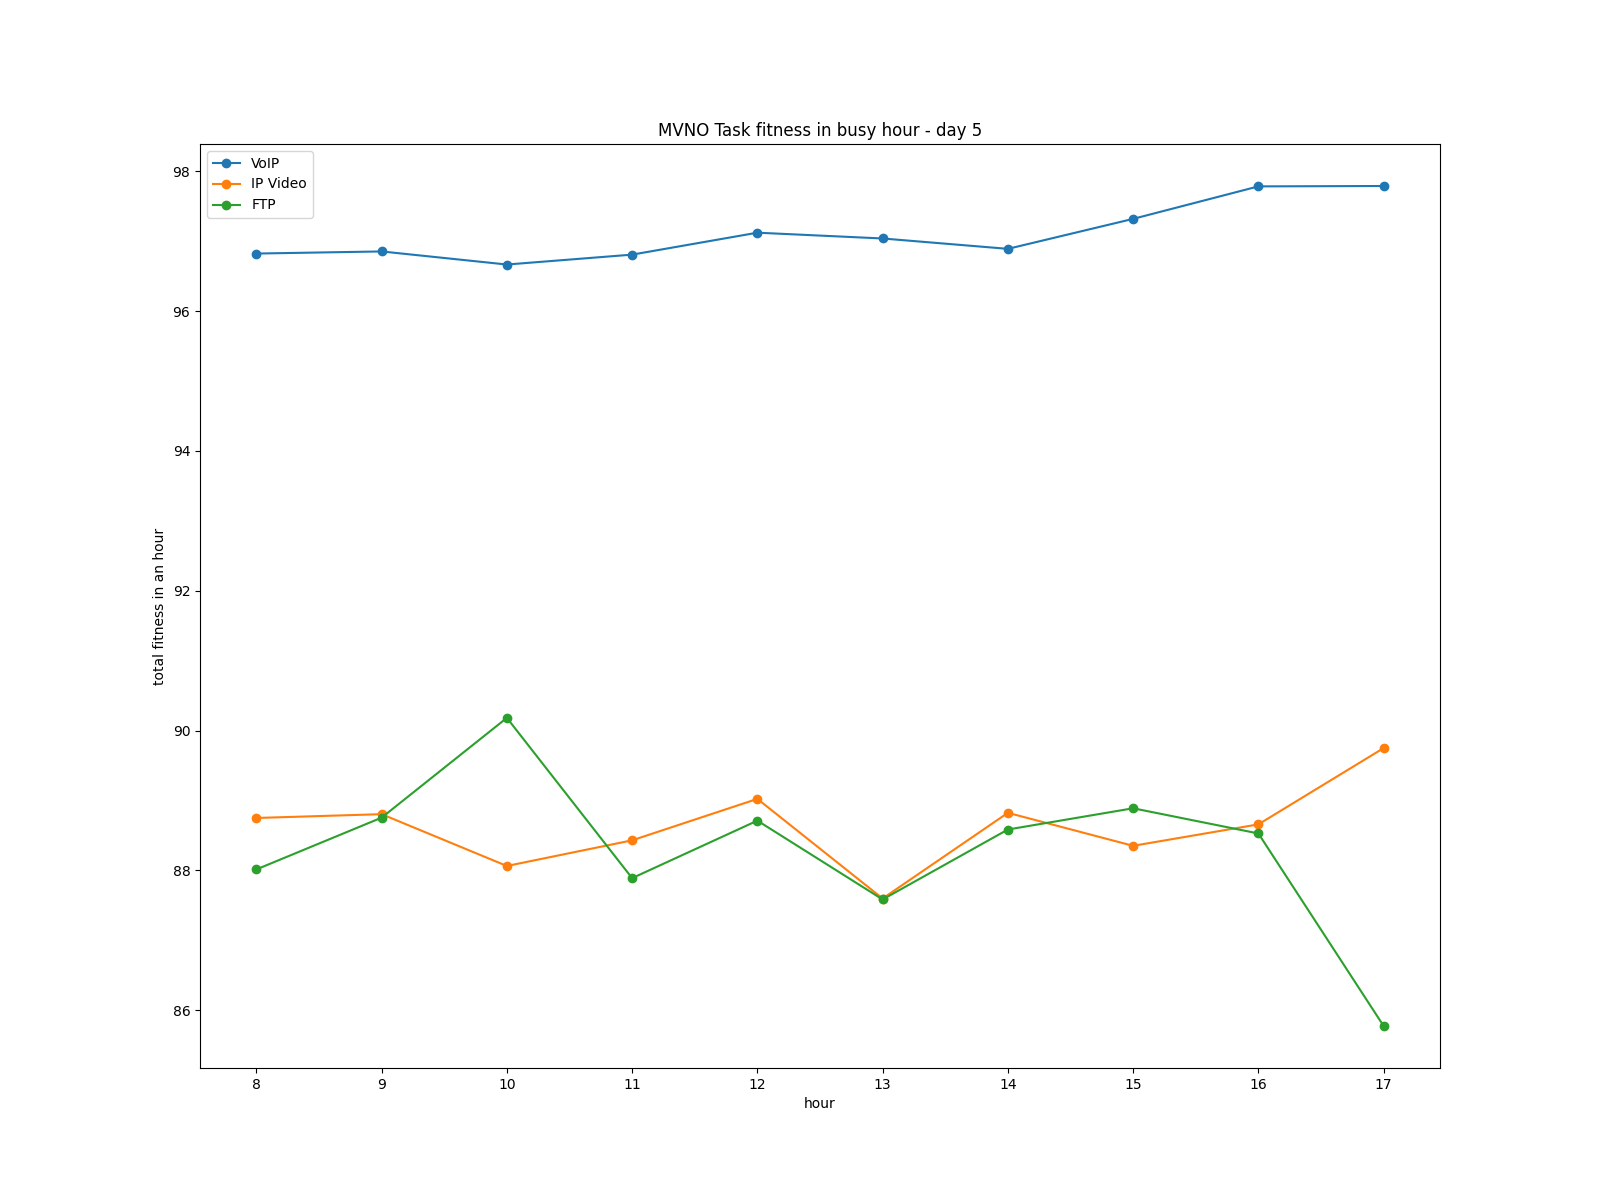 MVNO Task fitness in busy hour - day 5
VoIP
IP Video
FTP
total fitness in an hour
98
96
94
92
90
88
86
8 9 10 11 12 13 14 15 16 17
hour